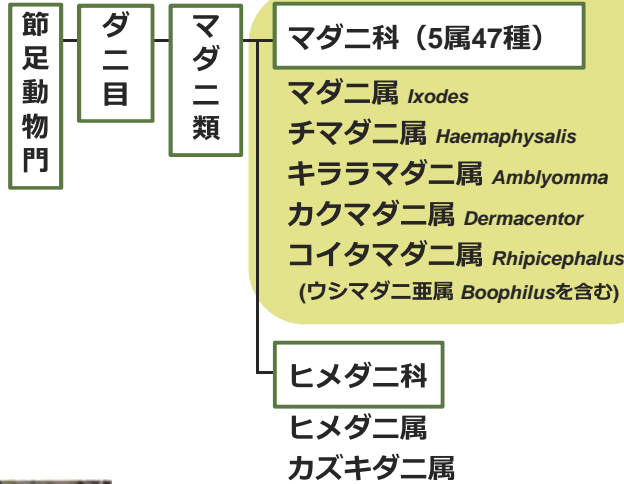 節足動物門
ダニ目
マダニ類
マダニ科（5属47種）
マダニ属 Ixodes
チマダニ属 Haemaphysalis
キララマダニ属 Amblyomma
カクマダニ属 Dermacentor
コイタマダニ属 Rhipicephalus
(ウシマダニ亜属 Boophilusを含む)
ヒメダニ科
ヒメダニ属
カズキダニ属